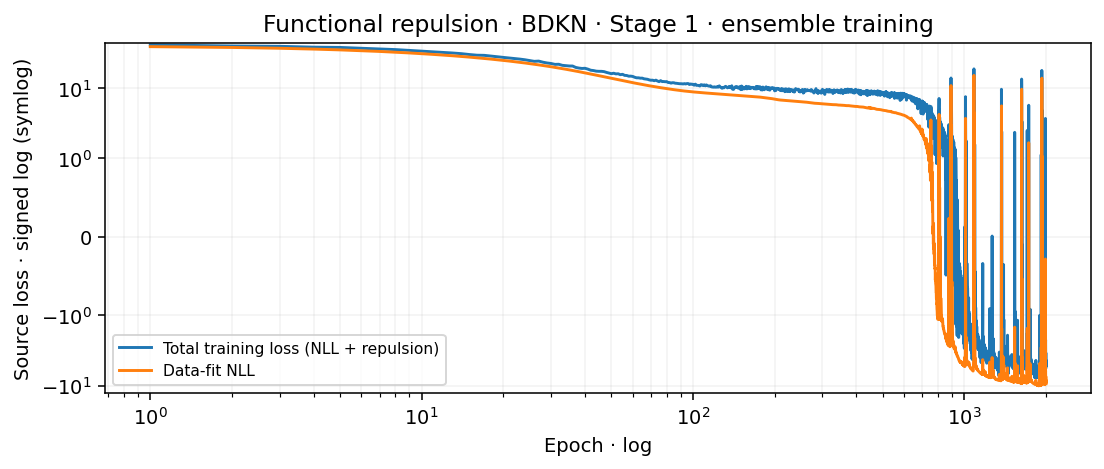 Functional repulsion · BDKN · Stage 1 · ensemble training
Source loss · signed log (symlog)
10¹
10⁰
0
−10⁰
−10¹
Total training loss (NLL + repulsion)
Data-fit NLL
10⁰ 10¹ 10² 10³
Epoch · log